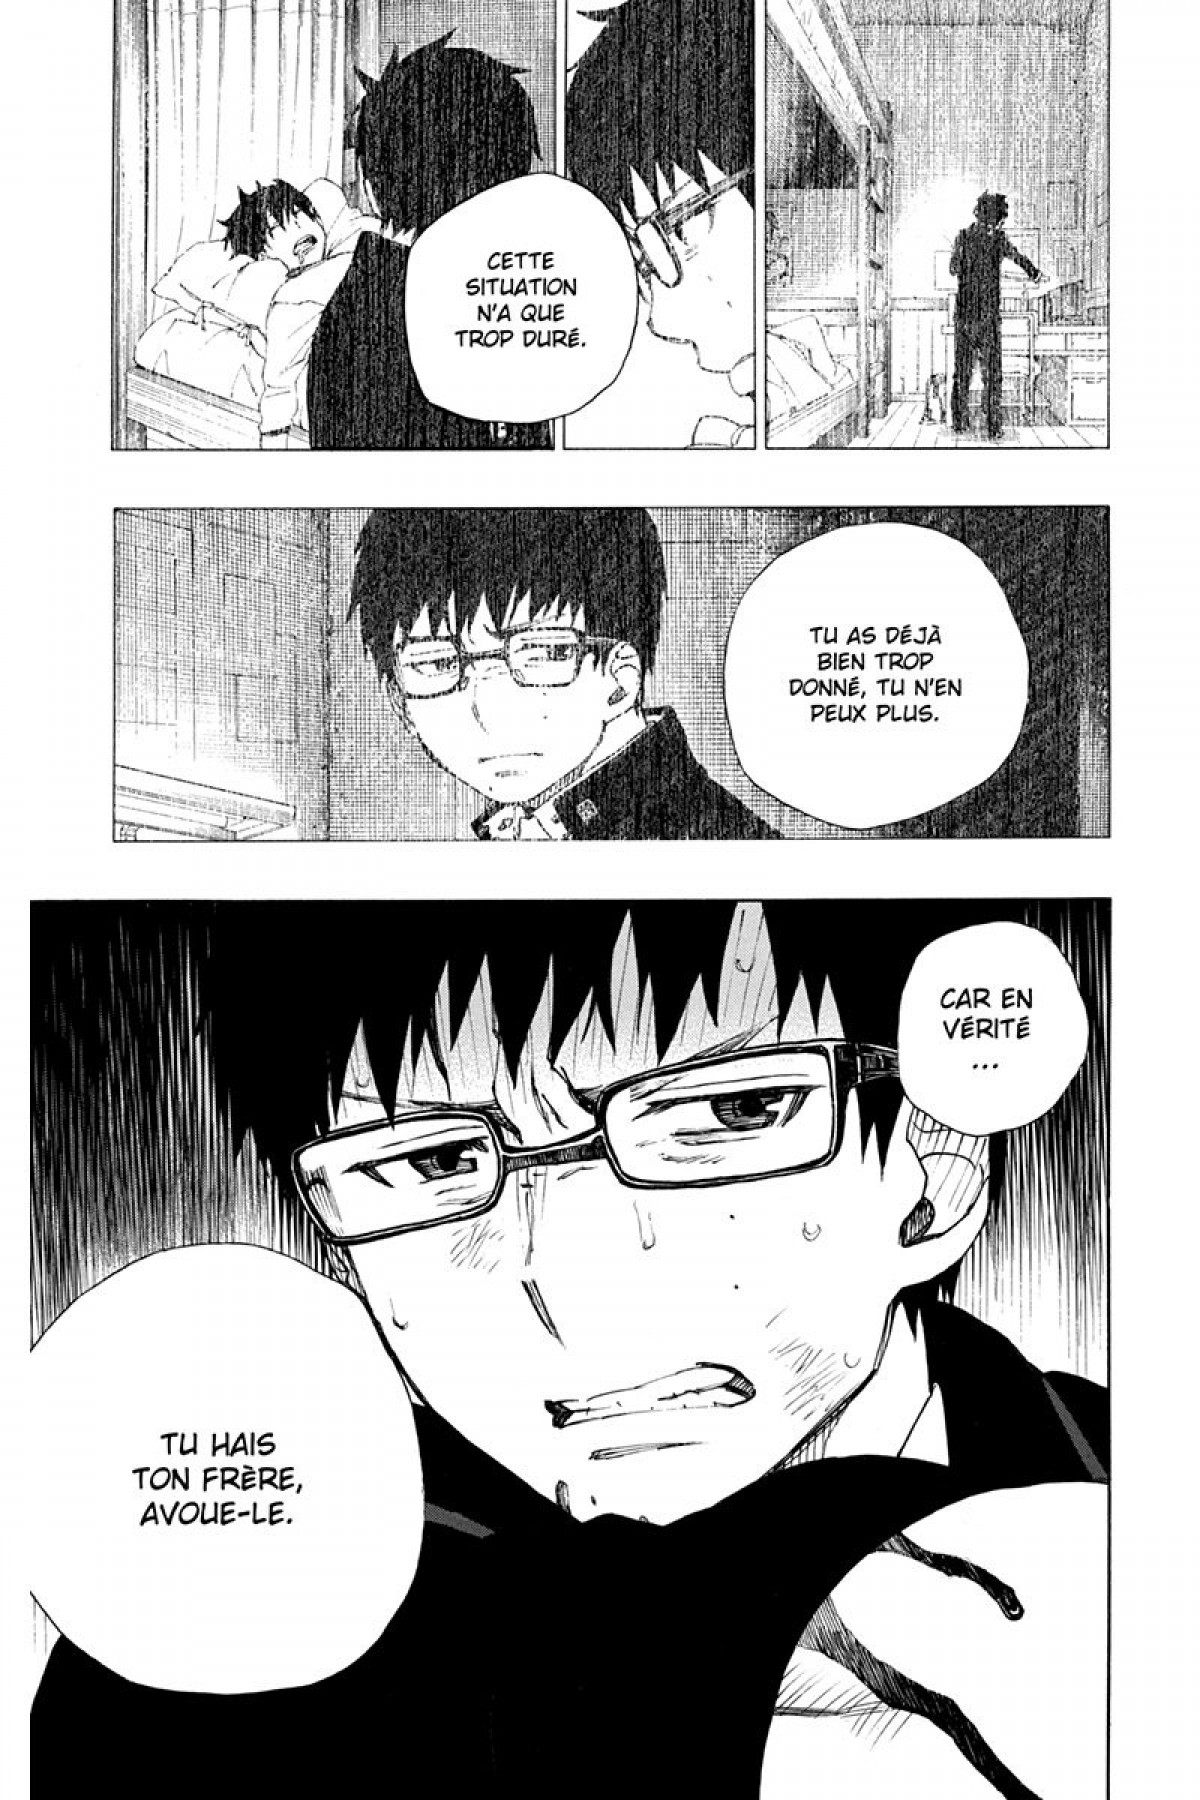 CETTE
SITUATION
N'A QUE
TROP DURÉ.
TU AS DÉJÀ
BIEN TROP
DONNÉ, TU N'EN
PEUX PLUS.
CAR EN
VÉRITÉ
...
TU HAIS
TON FRÈRE,
AVOUE-LE.